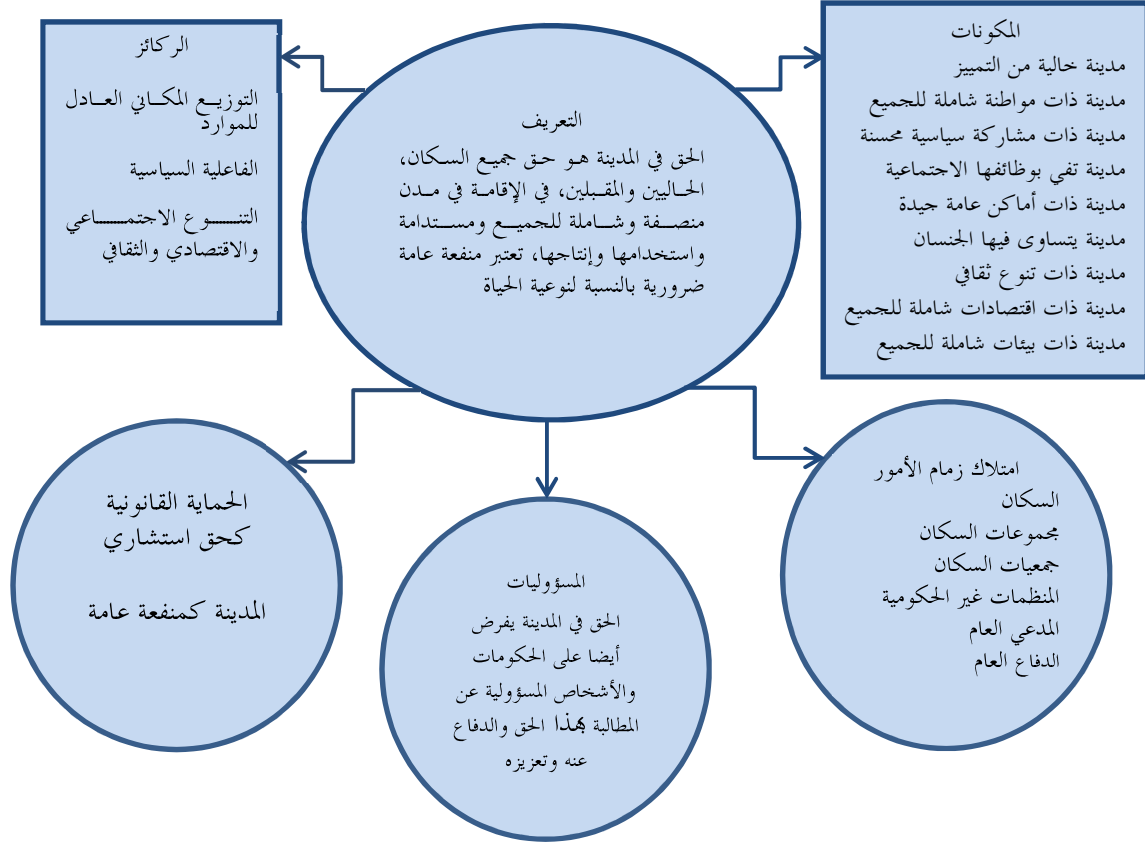 المكونات
مدينة خالية من التمييز
مدينة ذات مواطنة شاملة للجميع
مدينة ذات مشاركة سياسية محسنة
مدينة تفي بوظائفها الاجتماعية
مدينة ذات أماكن عامة جيدة
مدينة يتساوى فيها الجنسان
مدينة ذات تنوع ثقافي
مدينة ذات اقتصادات شاملة للجميع
مدينة ذات بيئات شاملة للجميع
التعريف
الحق في المدينة هو حق جميع السكان،
الحاليين والمقبلين، في الإقامة في مدن
منصفة وشاملة للجميع ومستدامة
واستخدامها وإنتاجها، تعتبر منفعة عامة
ضرورية بالنسبة لنوعية الحياة
الركائز
التوزيع المكاني العادل
للموارد
الفاعلية السياسية
التنوع الاجتماعي
والاقتصادي والثقافي
امتلاك زمام الأمور
السكان
مجموعات السكان
جمعيات السكان
المنظمات غير الحكومية
المدعي العام
الدفاع العام
المسؤوليات
الحق في المدينة يفرض
أيضا على الحكومات
والأشخاص المسؤولية عن
المطالبة بهذا الحق والدفاع
عنه وتعزيزه
الحماية القانونية
كحق استشاري
المدينة كمنفعة عامة